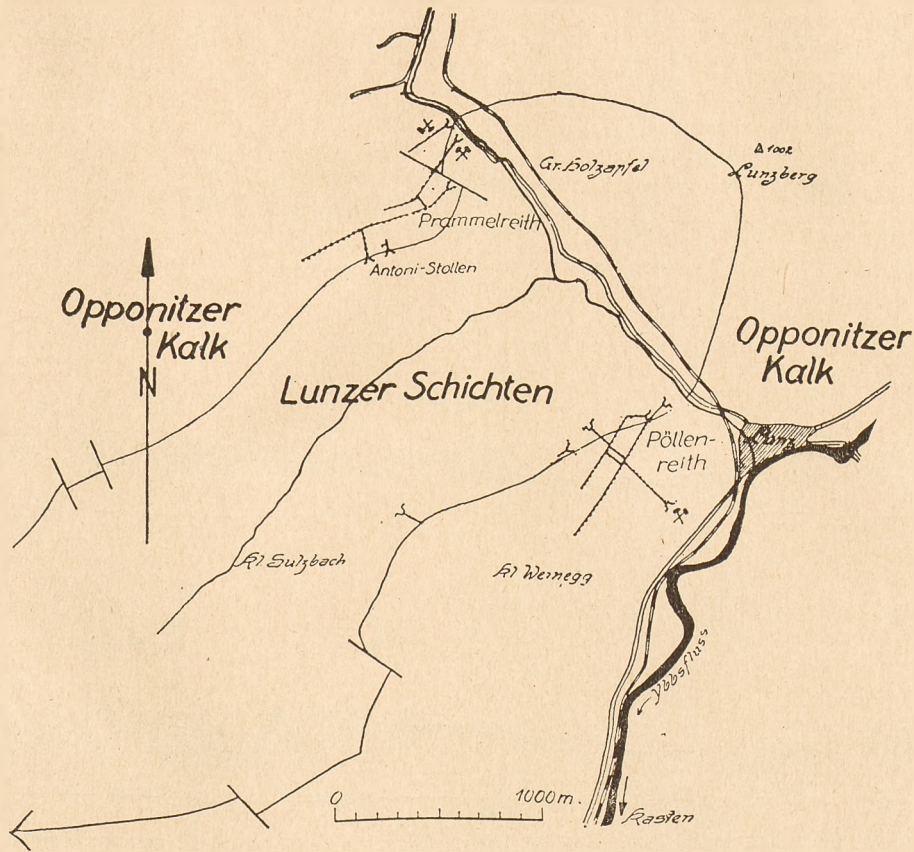 △ 1002
Lunzberg
Gr. Holzapfel
Prammelreith
Antoni-Stollen
Opponitzer
Kalk
N
Opponitzer
Kalk
Lunzer Schichten
Pöllen-
reith
Lunz
Kl. Sulzbach
Kl Wernegg
Ybbsfluss
0 1000 m.
Kasten